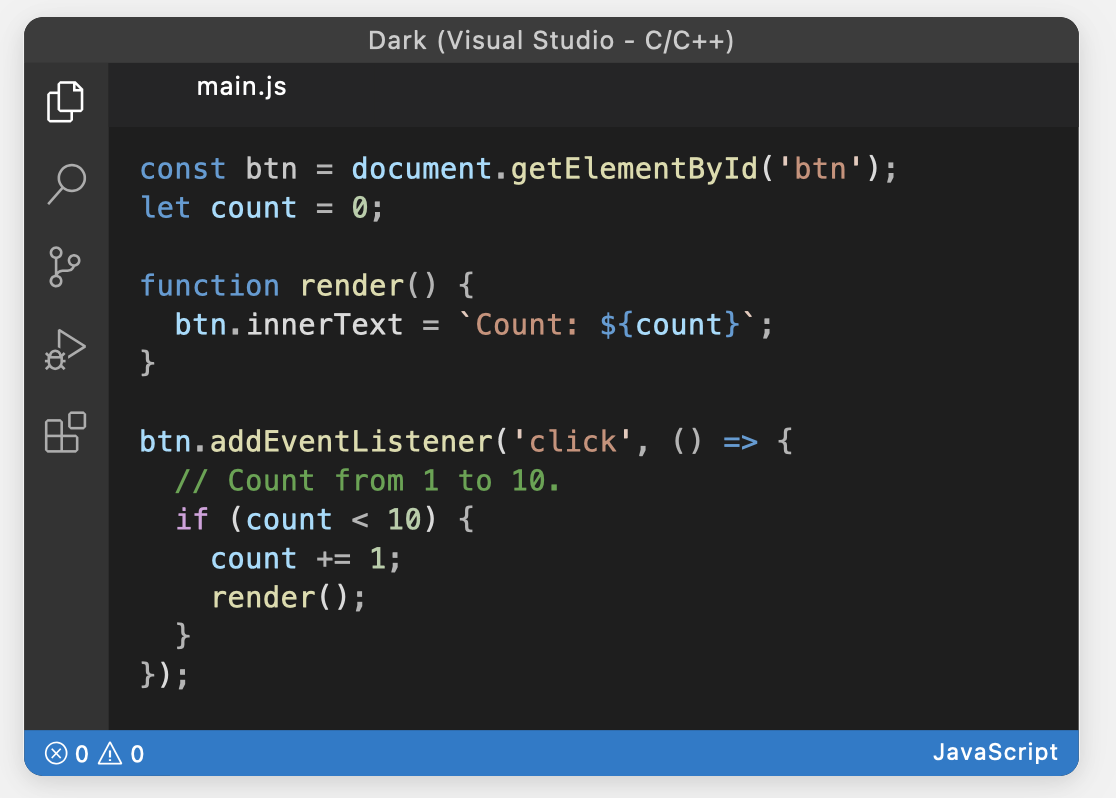 Dark (Visual Studio - C/C++)
main.js
const btn = document.getElementById('btn');
let count = 0;

function render() {
  btn.innerText = `Count: ${count}`;
}

btn.addEventListener('click', () => {
  // Count from 1 to 10.
  if (count < 10) {
    count += 1;
    render();
  }
});
0 0 JavaScript